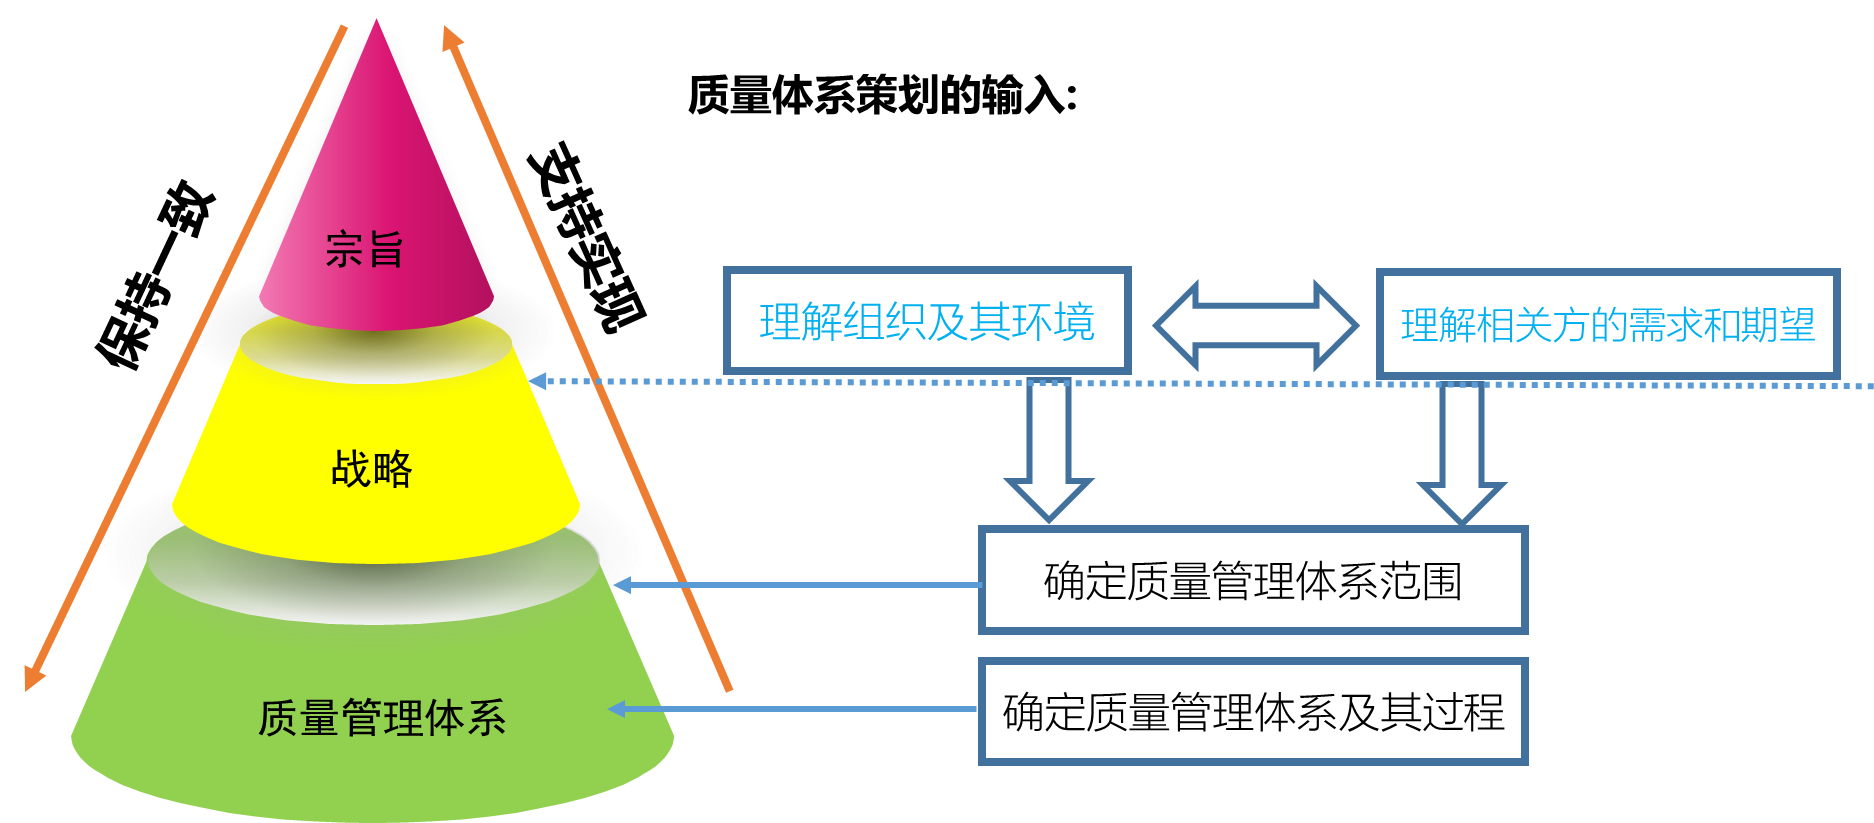 质量体系策划的输入:
保持一致
支持实现
宗旨
战略
质量管理体系
理解组织及其环境
理解相关方的需求和期望
确定质量管理体系范围
确定质量管理体系及其过程